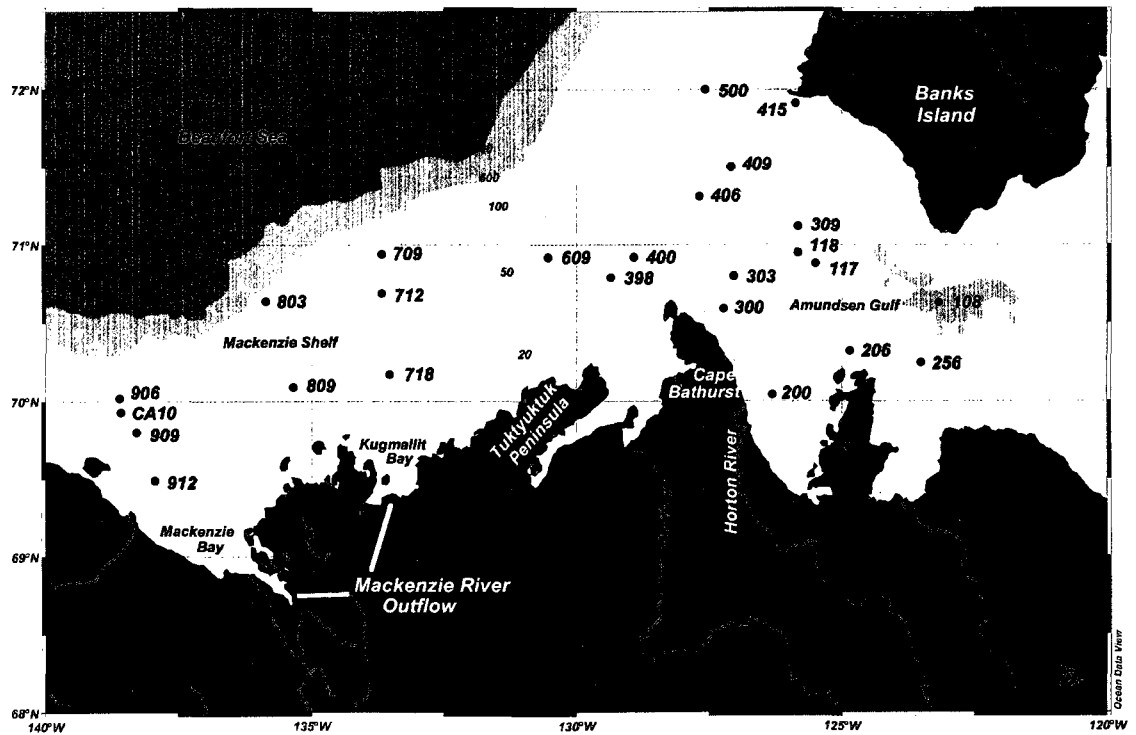 72°N
500
415
Banks
Island
Beaufort Sea
409
406
500
100
309
118
117
71°N
709
609
400
50
398
303
712
108
803
300
Amundsen Gulf
Mackenzie Shelf
20
206
256
718
809
Cape
Bathurst
200
906
CA10
909
70°N
Tuktyuktuk
Peninsula
Kugmallit
Bay
912
Horton River
Mackenzie
Bay
69°N
Mackenzie River
Outflow
68°N
140°W
135°W
130°W
125°W
120°W
Ocean Data View